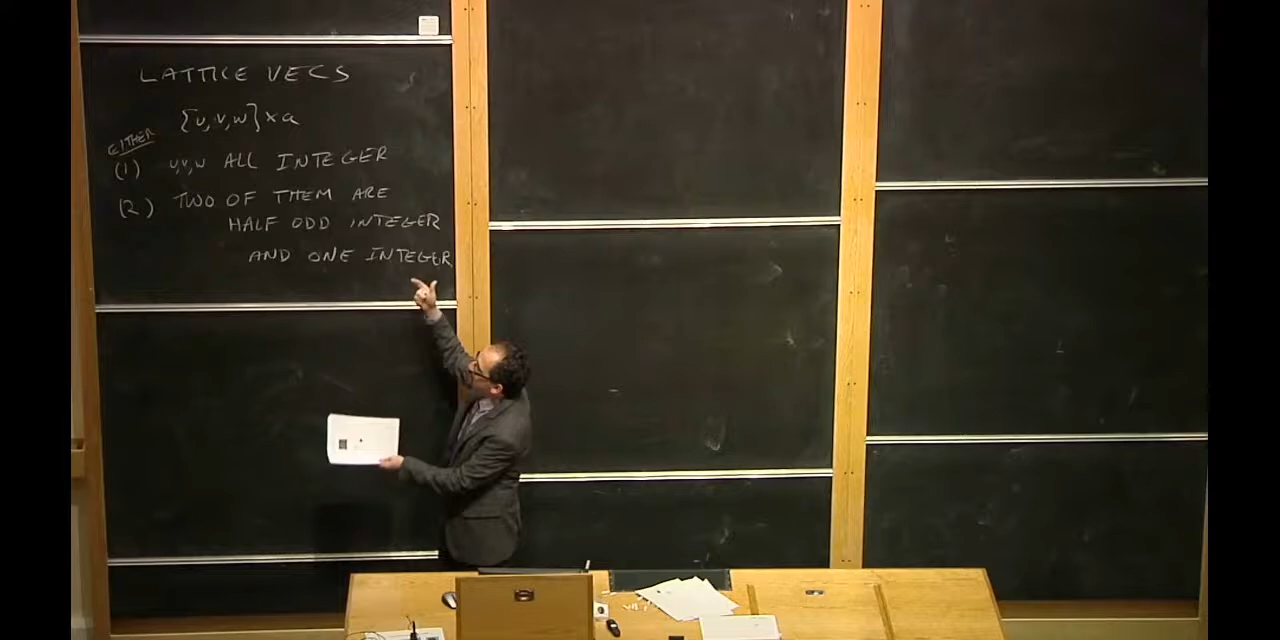 LATTICE VECS
[u,v,w] × a
EITHER
(1) u,v,w ALL INTEGER
(2) TWO OF THEM ARE
HALF ODD INTEGER
AND ONE INTEGER